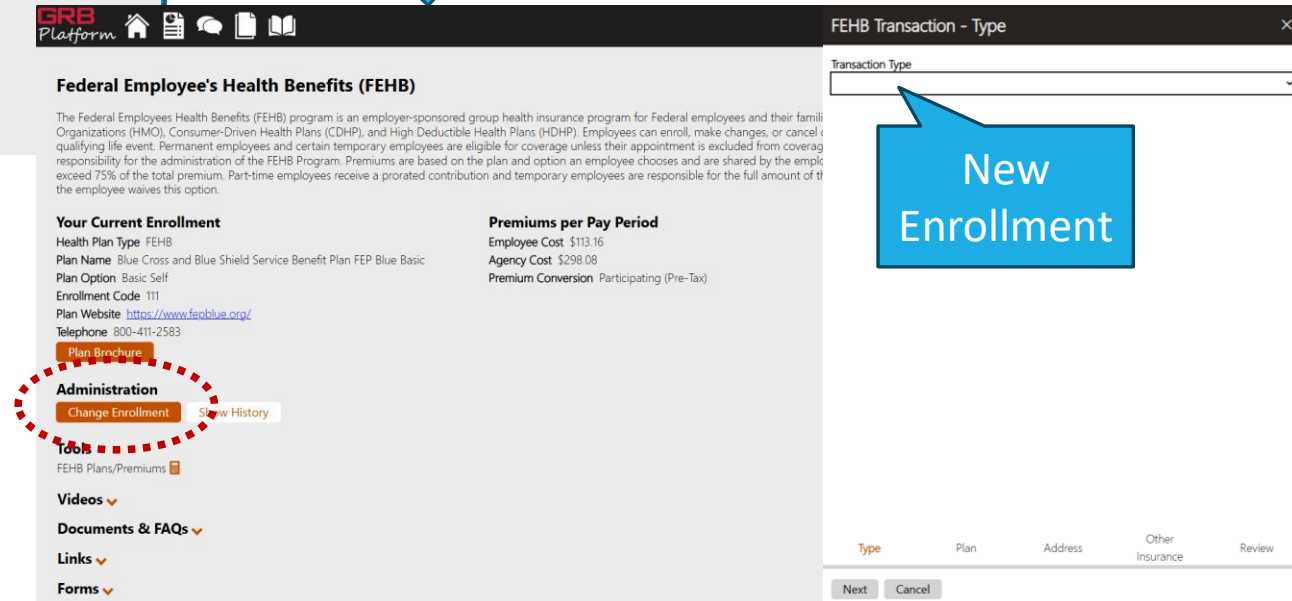 GRB
Platform
Federal Employee's Health Benefits (FEHB)
The Federal Employees Health Benefits (FEHB) program is an employer-sponsored group health insurance program for Federal employees and their famili
Organizations (HMO), Consumer-Driven Health Plans (CDHP), and High Deductible Health Plans (HDHP). Employees can enroll, make changes, or cancel
qualifying life event. Permanent employees and certain temporary employees are eligible for coverage unless their appointment is excluded from coverag
responsibility for the administration of the FEHB Program. Premiums are based on the plan and option an employee chooses and are shared by the emplo
exceed 75% of the total premium. Part-time employees receive a prorated contribution and temporary employees are responsible for the full amount of th
the employee waives this option.
Your Current Enrollment
Health Plan Type FEHB
Plan Name Blue Cross and Blue Shield Service Benefit Plan FEP Blue Basic
Plan Option Basic Self
Enrollment Code 111
Plan Website https://www.fepblue.org/
Telephone 800-411-2583
Plan Brochure
Premiums per Pay Period
Employee Cost $113.16
Agency Cost $298.08
Premium Conversion Participating (Pre-Tax)
Administration
Change Enrollment Show History
Tools
FEHB Plans/Premiums
Videos
Documents & FAQs
Links
Forms
FEHB Transaction - Type
Transaction Type
New
Enrollment
Type Plan Address Other Insurance Review
Next Cancel